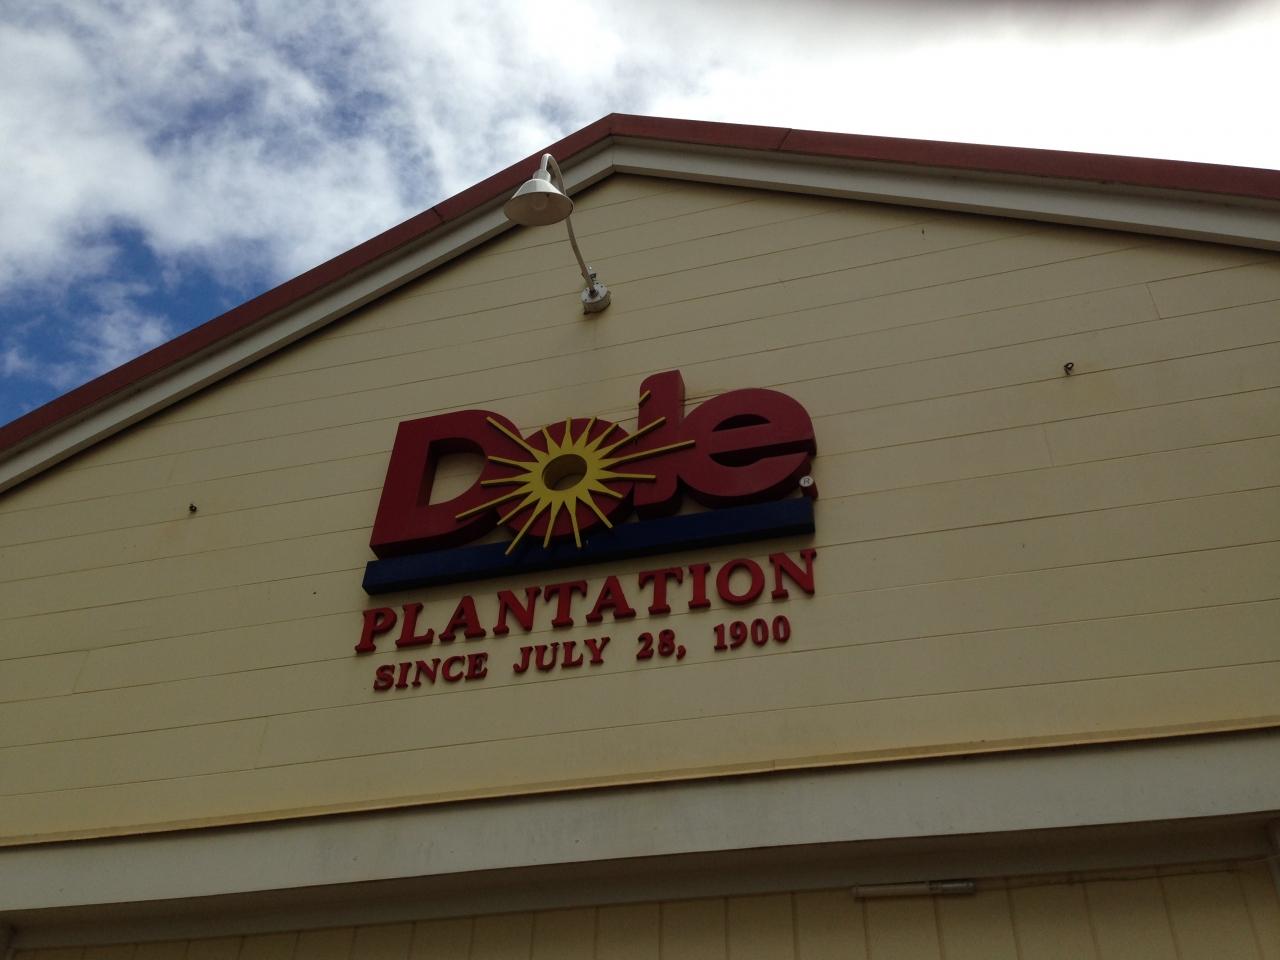 Dole®
PLANTATION
SINCE JULY 28, 1900